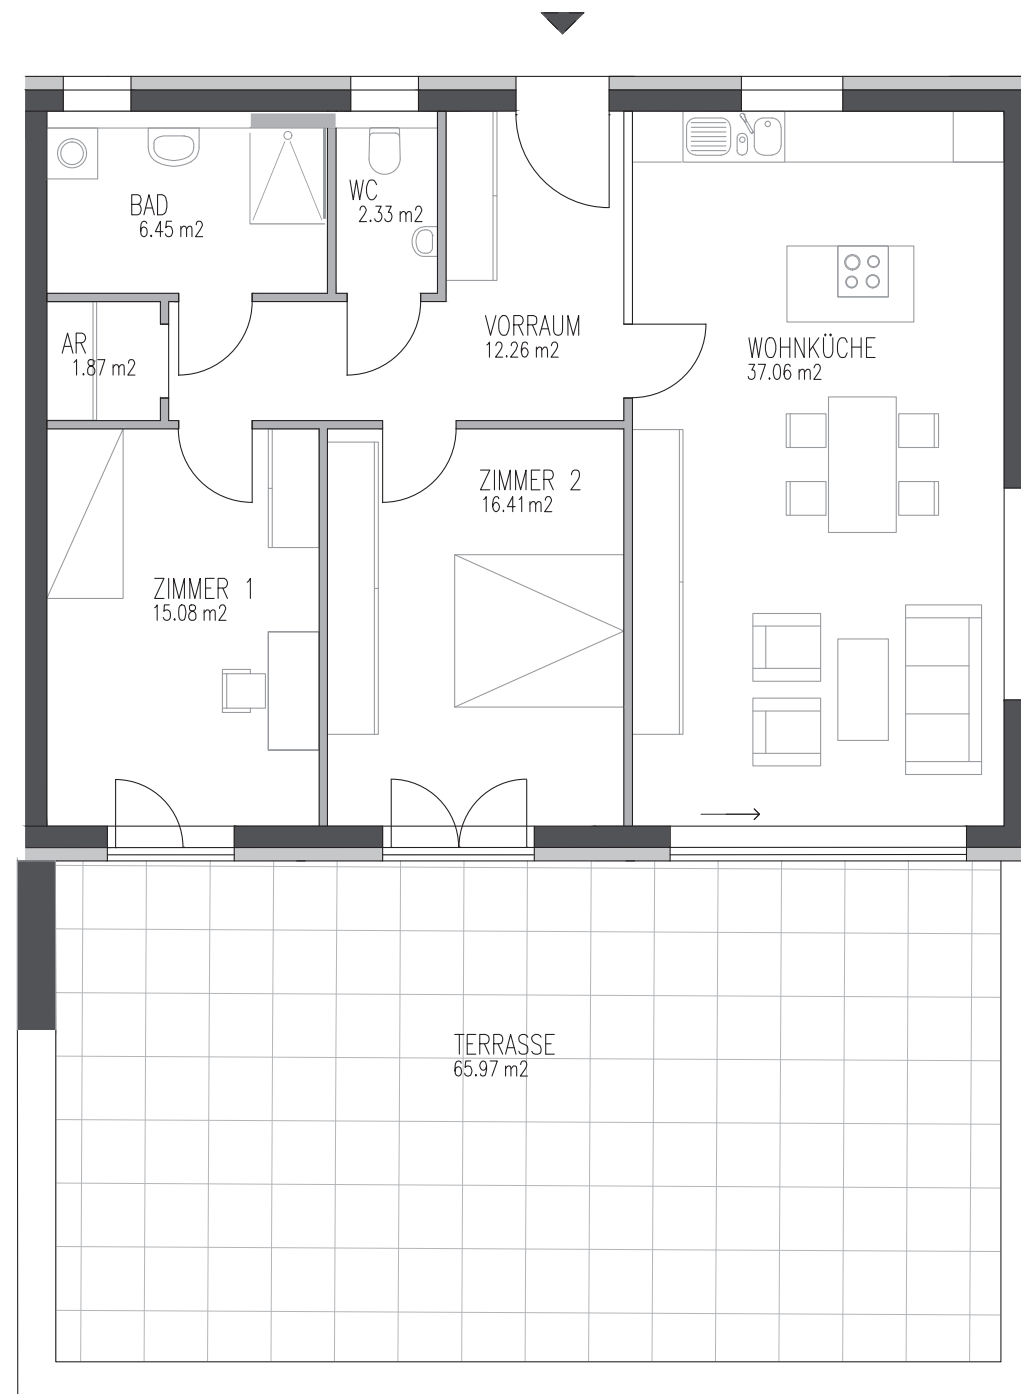 BAD
6.45 m2
WC
2.33 m2
VORRAUM
12.26 m2
AR
1.87 m2
WOHNKÜCHE
37.06 m2
ZIMMER 2
16.41 m2
ZIMMER 1
15.08 m2
TERRASSE
65.97 m2